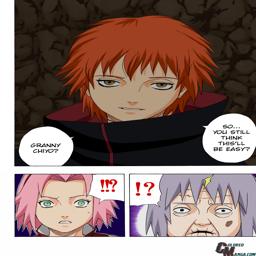 SO...
YOU STILL
THINK
THIS'LL
BE EASY?
GRANNY
CHIYO?
!!?
!?
COLORED
MANGA.COM